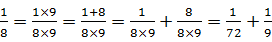 1/8 = 1×9/8×9 = 1+8/8×9 = 1/8×9 + 8/8×9 = 1/72 + 1/9